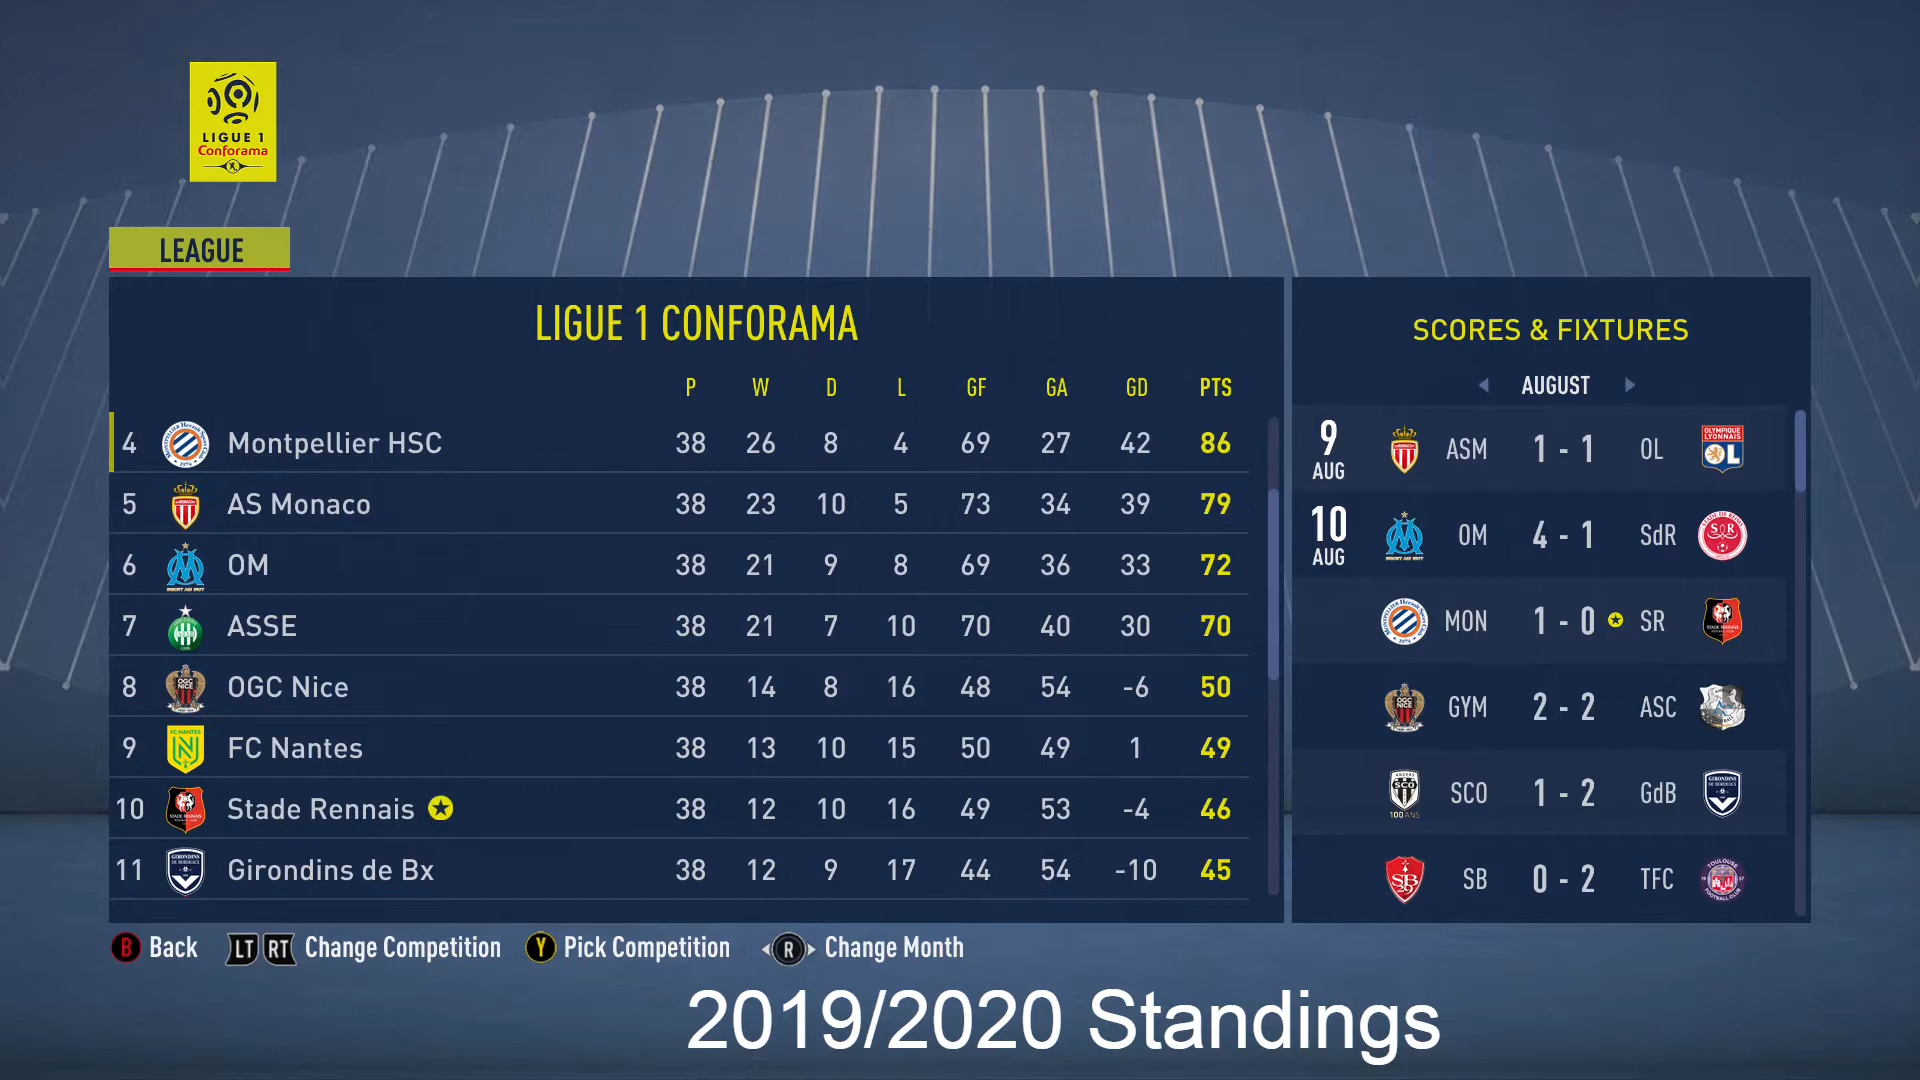 LIGUE 1
Conforama
LEAGUE
LIGUE 1 CONFORAMA
P W D L GF GA GD PTS
4 Montpellier HSC 38 26 8 4 69 27 42 86
5 AS Monaco 38 23 10 5 73 34 39 79
6 OM 38 21 9 8 69 36 33 72
7 ASSE 38 21 7 10 70 40 30 70
8 OGC Nice 38 14 8 16 48 54 -6 50
9 FC Nantes 38 13 10 15 50 49 1 49
10 Stade Rennais 38 12 10 16 49 53 -4 46
11 Girondins de Bx 38 12 9 17 44 54 -10 45
SCORES & FIXTURES
AUGUST
9 AUG ASM 1 - 1 OL
10 AUG OM 4 - 1 SdR
MON 1 - 0 SR
GYM 2 - 2 ASC
SCO 1 - 2 GdB
SB 0 - 2 TFC
B Back LT RT Change Competition Y Pick Competition R Change Month
2019/2020 Standings